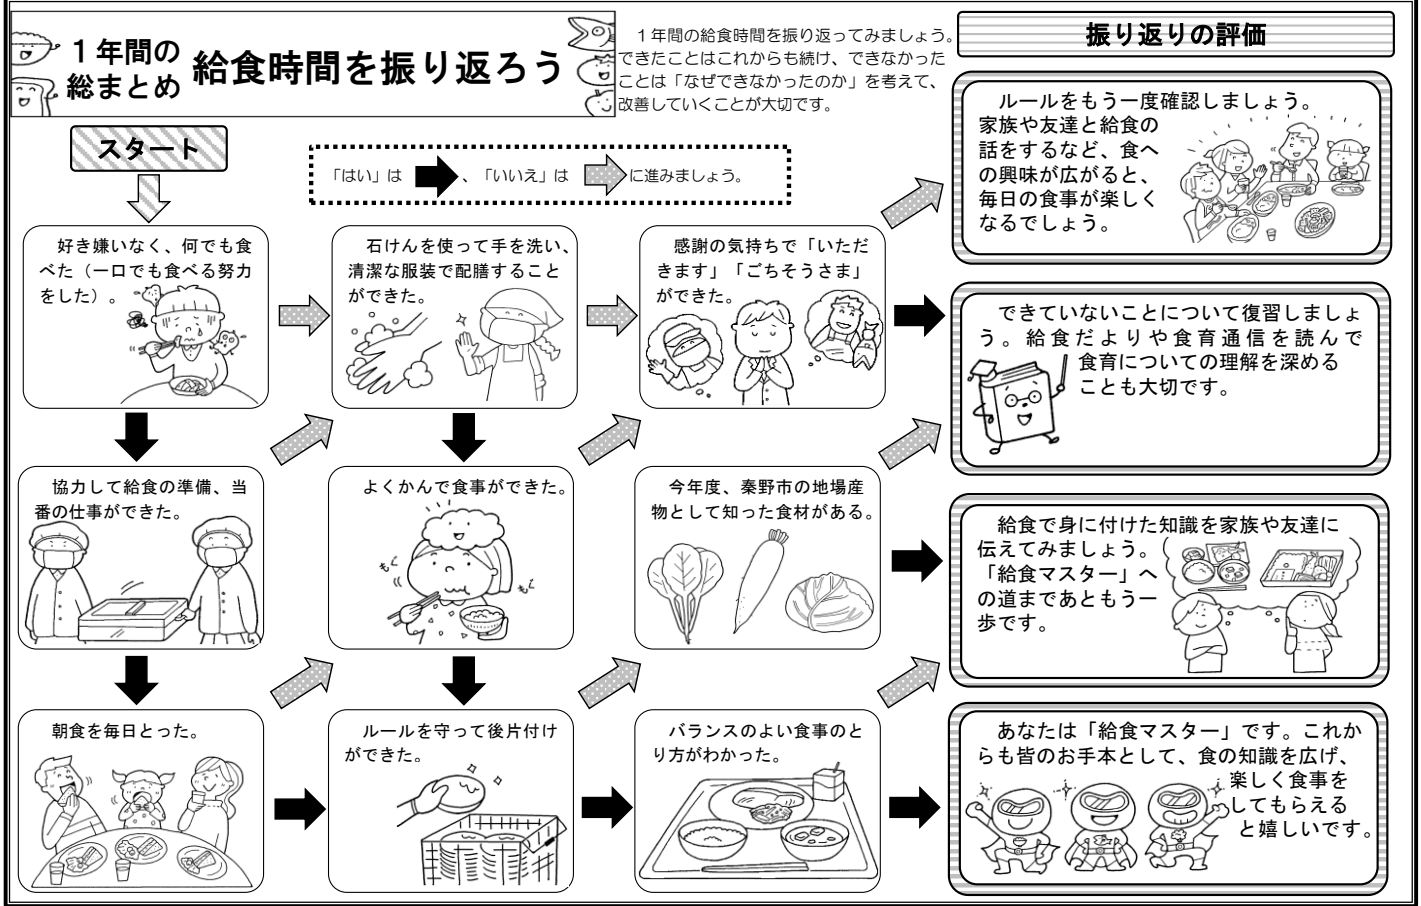 １年間の
総まとめ
給食時間を振り返ろう
１年間の給食時間を振り返ってみましょう。
できたことはこれからも続け、できなかった
ことは「なぜできなかったのか」を考えて、
改善していくことが大切です。
振り返りの評価
スタート
「はい」は　、「いいえ」は　に進みましょう。
好き嫌いなく、何でも食
べた（一口でも食べる努力
をした）。
石けんを使って手を洗い、
清潔な服装で配膳すること
ができた。
感謝の気持ちで「いただ
きます」「ごちそうさま」
ができた。
ルールをもう一度確認しましょう。
家族や友達と給食の
話をするなど、食へ
の興味が広がると、
毎日の食事が楽しく
なるでしょう。
できていないことについて復習しましょ
う。給食だよりや食育通信を読んで
食育についての理解を深める
ことも大切です。
協力して給食の準備、当
番の仕事ができた。
よくかんで食事ができた。
もぐ
もぐ
今年度、秦野市の地場産
物として知った食材がある。
給食で身に付けた知識を家族や友達に
伝えてみましょう。
「給食マスター」へ
の道まであともう一
歩です。
朝食を毎日とった。
ルールを守って後片付け
ができた。
バランスのよい食事のと
り方がわかった。
あなたは「給食マスター」です。これか
らも皆のお手本として、食の知識を広げ、
楽しく食事を
してもらえる
と嬉しいです。